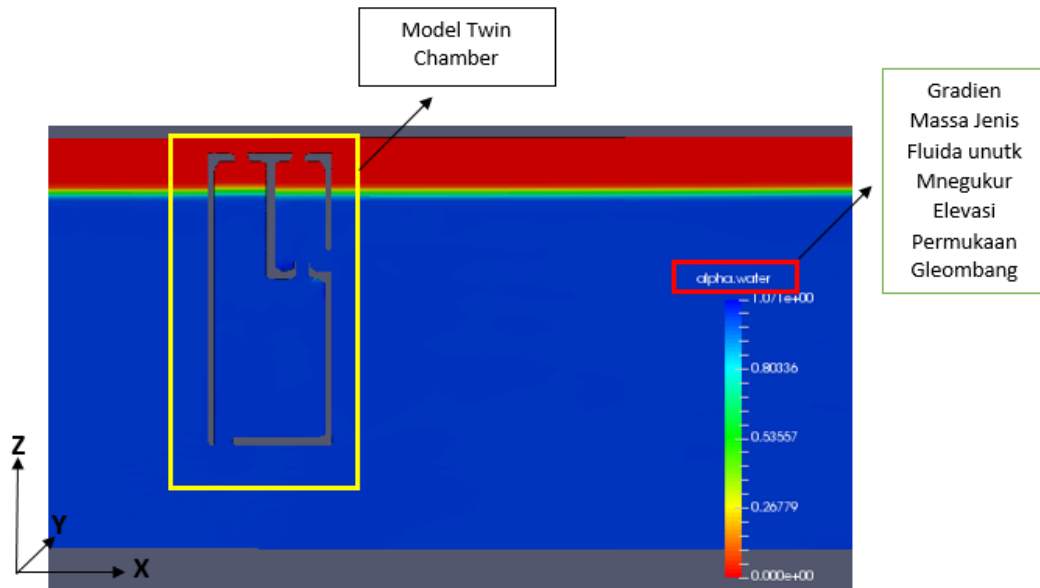 Model Twin
Chamber
Gradien
Massa Jenis
Fluida unutk
Mnegukur
Elevasi
Permukaan
Gleombang
alpha.water
1.071e+00
0.80336
0.53557
0.26779
0.000e+00
Z
Y
X